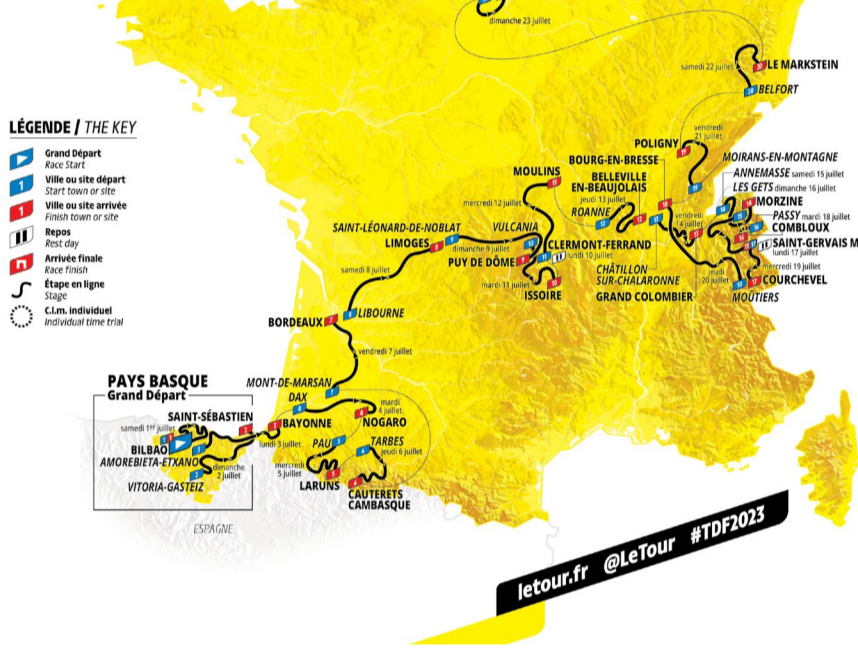 dimanche 23 juillet
samedi 22 juillet
LE MARKSTEIN
BELFORT
LÉGENDE / THE KEY
Grand Départ
Race Start
Ville ou site départ
Start town or site
Ville ou site arrivée
Finish town or site
Repos
Rest day
Arrivée finale
Race finish
Étape en ligne
Stage
C.l.m. individuel
Individual time trial
vendredi
21 juillet
POLIGNY
MOIRANS-EN-MONTAGNE
BOURG-EN-BRESSE
ANNEMASSE samedi 15 juillet
LES GETS dimanche 16 juillet
MOULINS
BELLEVILLE
EN-BEAUJOLAIS
jeudi 13 juillet
ROANNE
mercredi 12 juillet
MORZINE
PASSY mardi 18 juillet
COMBLOUX
SAINT-GERVAIS M
lundi 17 juillet
mercredi 19 juillet
COURCHEVEL
MOÛTIERS
vendredi
14 juillet
jeudi
20 juillet
SAINT-LÉONARD-DE-NOBLAT
VULCANIA
LIMOGES
dimanche 9 juillet
CLERMONT-FERRAND
lundi 10 juillet
PUY DE DÔME
mardi 11 juillet
ISSOIRE
CHÂTILLON
SUR-CHALARONNE
GRAND COLOMBIER
samedi 8 juillet
LIBOURNE
BORDEAUX
vendredi 7 juillet
MONT-DE-MARSAN
DAX
mardi
4 juillet
NOGARO
PAYS BASQUE
Grand Départ
SAINT-SÉBASTIEN
samedi 1er juillet
BILBAO
AMOREBIETA-ETXANO
dimanche
2 juillet
VITORIA-GASTEIZ
BAYONNE
lundi 3 juillet
PAU
TARBES
jeudi 6 juillet
mercredi
5 juillet
LARUNS
CAUTERETS
CAMBASQUE
ESPAGNE
letour.fr @LeTour #TDF2023